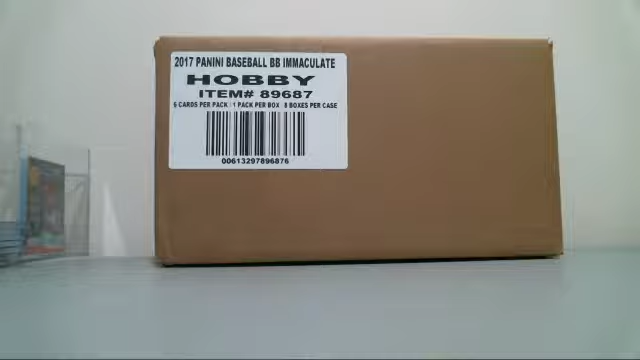 2017 PANINI BASEBALL BB IMMACULATE
HOBBY
ITEM# 89687
6 CARDS PER PACK 1 PACK PER BOX 8 BOXES PER CASE
00613297896876